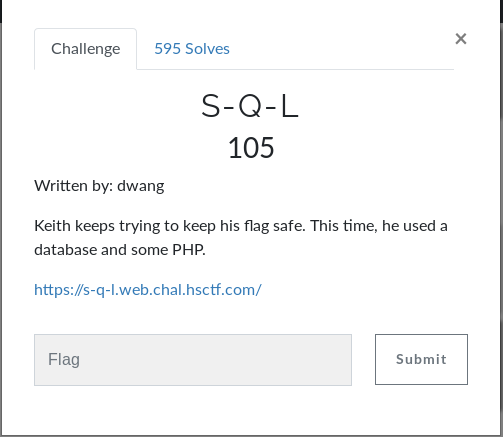 Challenge
595 Solves
×
S-Q-L
105
Written by: dwang
Keith keeps trying to keep his flag safe. This time, he used a
database and some PHP.
https://s-q-l.web.chal.hsctf.com/
Flag
Submit